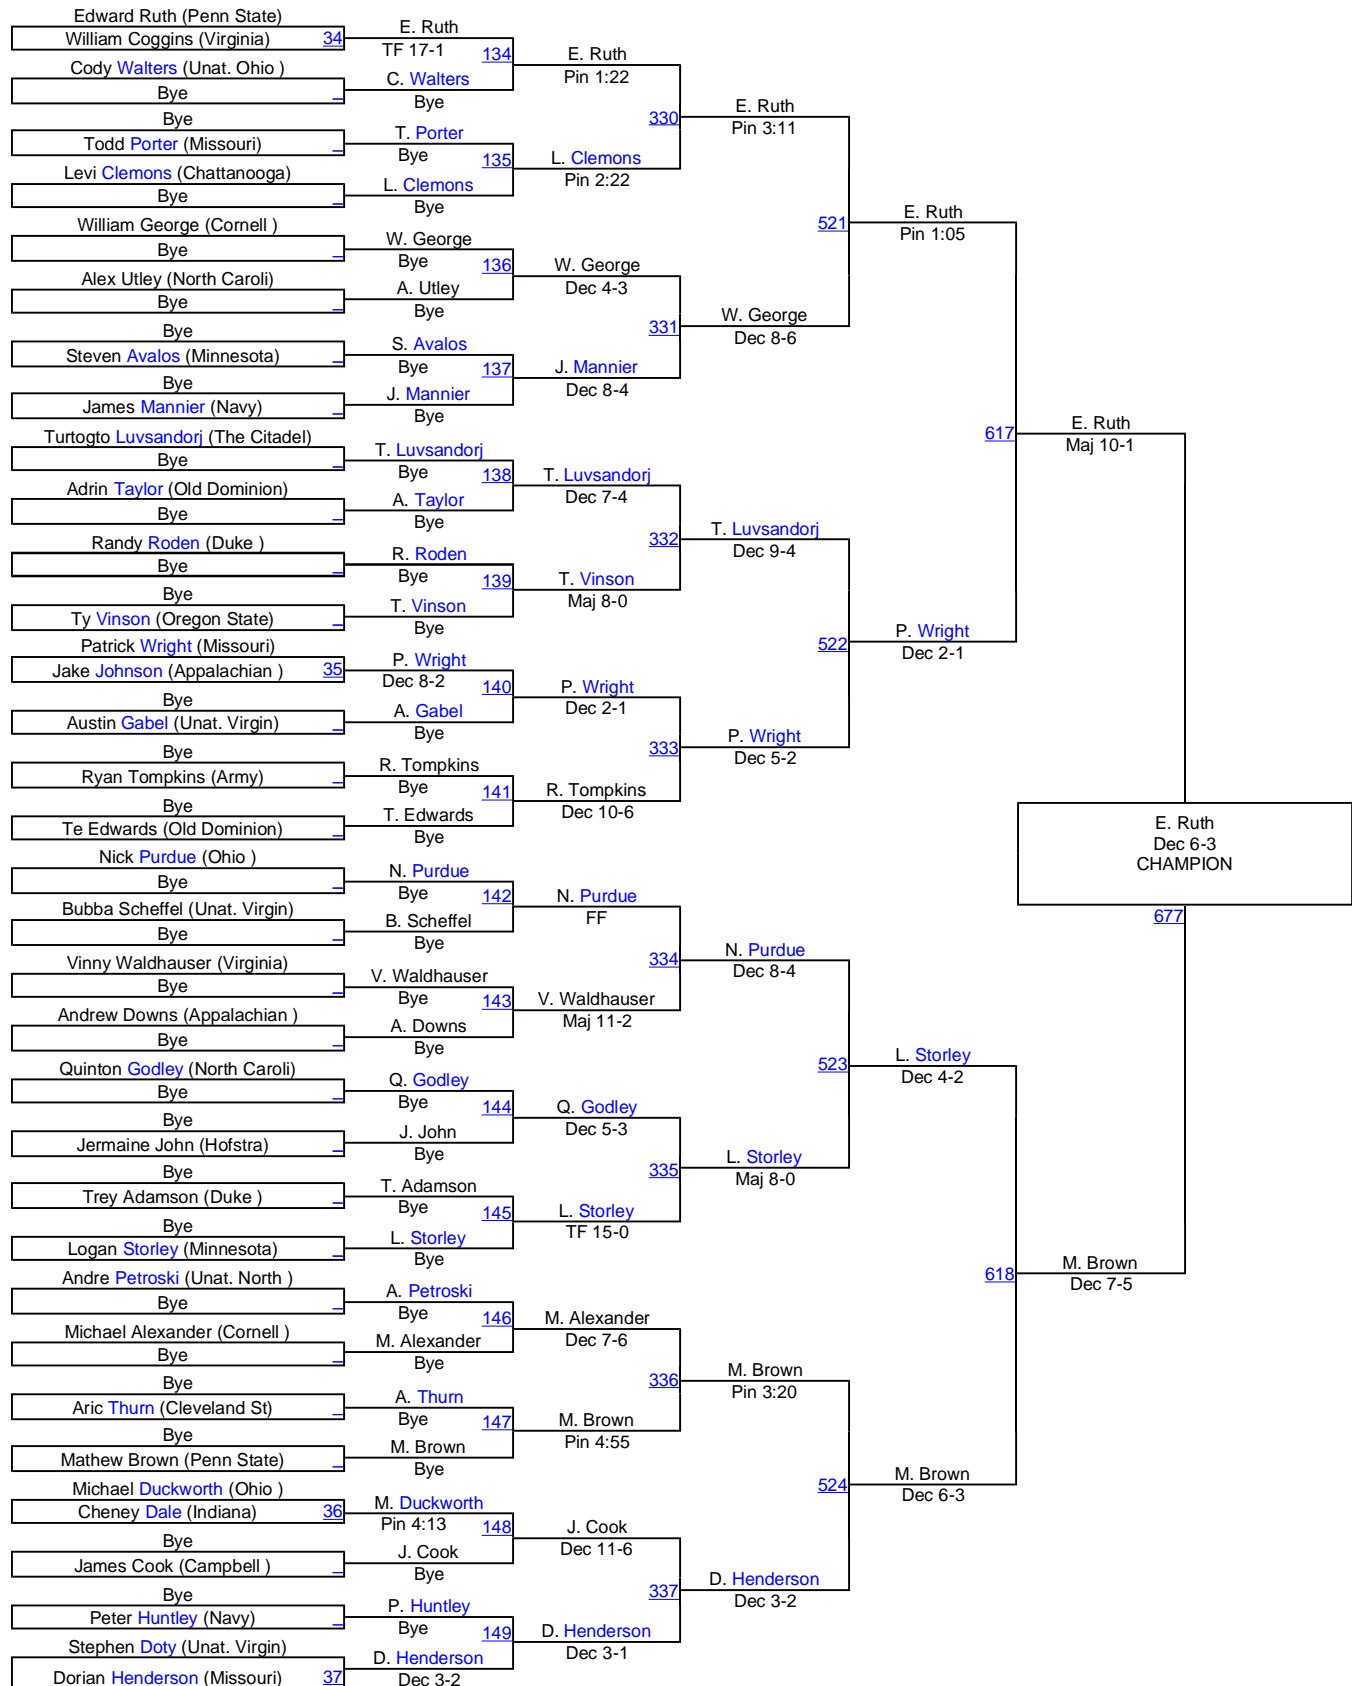 Edward Ruth (Penn State)
William Coggins (Virginia) 34
Cody Walters (Unat. Ohio )
Bye
Bye
Todd Porter (Missouri)
Levi Clemons (Chattanooga)
Bye
William George (Cornell )
Bye
Alex Utley (North Caroli)
Bye
Bye
Steven Avalos (Minnesota)
Bye
James Mannier (Navy)
Turtogto Luvsandorj (The Citadel)
Bye
Adrin Taylor (Old Dominion)
Bye
Randy Roden (Duke )
Bye
Bye
Ty Vinson (Oregon State)
Patrick Wright (Missouri)
Jake Johnson (Appalachian ) 35
Bye
Austin Gabel (Unat. Virgin)
Bye
Ryan Tompkins (Army)
Bye
Te Edwards (Old Dominion)
Nick Purdue (Ohio )
Bye
Bubba Scheffel (Unat. Virgin)
Bye
Vinny Waldhauser (Virginia)
Bye
Andrew Downs (Appalachian )
Bye
Quinton Godley (North Caroli)
Bye
Bye
Jermaine John (Hofstra)
Bye
Trey Adamson (Duke )
Bye
Logan Storley (Minnesota)
Andre Petroski (Unat. North )
Bye
Michael Alexander (Cornell )
Bye
Bye
Aric Thurn (Cleveland St)
Bye
Mathew Brown (Penn State)
Michael Duckworth (Ohio )
Cheney Dale (Indiana) 36
Bye
James Cook (Campbell )
Bye
Peter Huntley (Navy)
Stephen Doty (Unat. Virgin)
Dorian Henderson (Missouri) 37
E. Ruth
TF 17-1
134
C. Walters
Bye
T. Porter
Bye
135
L. Clemons
Bye
W. George
Bye
136
A. Utley
Bye
S. Avalos
Bye
137
J. Mannier
Bye
T. Luvsandorj
Bye
138
A. Taylor
Bye
R. Roden
Bye
139
T. Vinson
Bye
P. Wright
Dec 8-2
140
A. Gabel
Bye
R. Tompkins
Bye
141
T. Edwards
Bye
N. Purdue
Bye
142
B. Scheffel
Bye
V. Waldhauser
Bye
143
A. Downs
Bye
Q. Godley
Bye
144
J. John
Bye
T. Adamson
Bye
145
L. Storley
Bye
A. Petroski
Bye
146
M. Alexander
Bye
A. Thurn
Bye
147
M. Brown
Bye
M. Duckworth
Pin 4:13
148
J. Cook
Bye
P. Huntley
Bye
149
D. Henderson
Dec 3-2
E. Ruth
Pin 1:22
330
L. Clemons
Pin 2:22
W. George
Dec 4-3
331
J. Mannier
Dec 8-4
T. Luvsandorj
Dec 7-4
332
T. Vinson
Maj 8-0
P. Wright
Dec 2-1
333
R. Tompkins
Dec 10-6
N. Purdue
FF
334
V. Waldhauser
Maj 11-2
Q. Godley
Dec 5-3
335
L. Storley
TF 15-0
M. Alexander
Dec 7-6
336
M. Brown
Pin 4:55
J. Cook
Dec 11-6
337
D. Henderson
Dec 3-1
E. Ruth
Pin 3:11
521
W. George
Dec 8-6
T. Luvsandorj
Dec 9-4
522
P. Wright
Dec 5-2
N. Purdue
Dec 8-4
523
L. Storley
Maj 8-0
M. Brown
Pin 3:20
524
D. Henderson
Dec 3-2
E. Ruth
Pin 1:05
617
P. Wright
Dec 2-1
L. Storley
Dec 4-2
618
M. Brown
Dec 6-3
E. Ruth
Maj 10-1
E. Ruth
Dec 6-3
CHAMPION
677
M. Brown
Dec 7-5